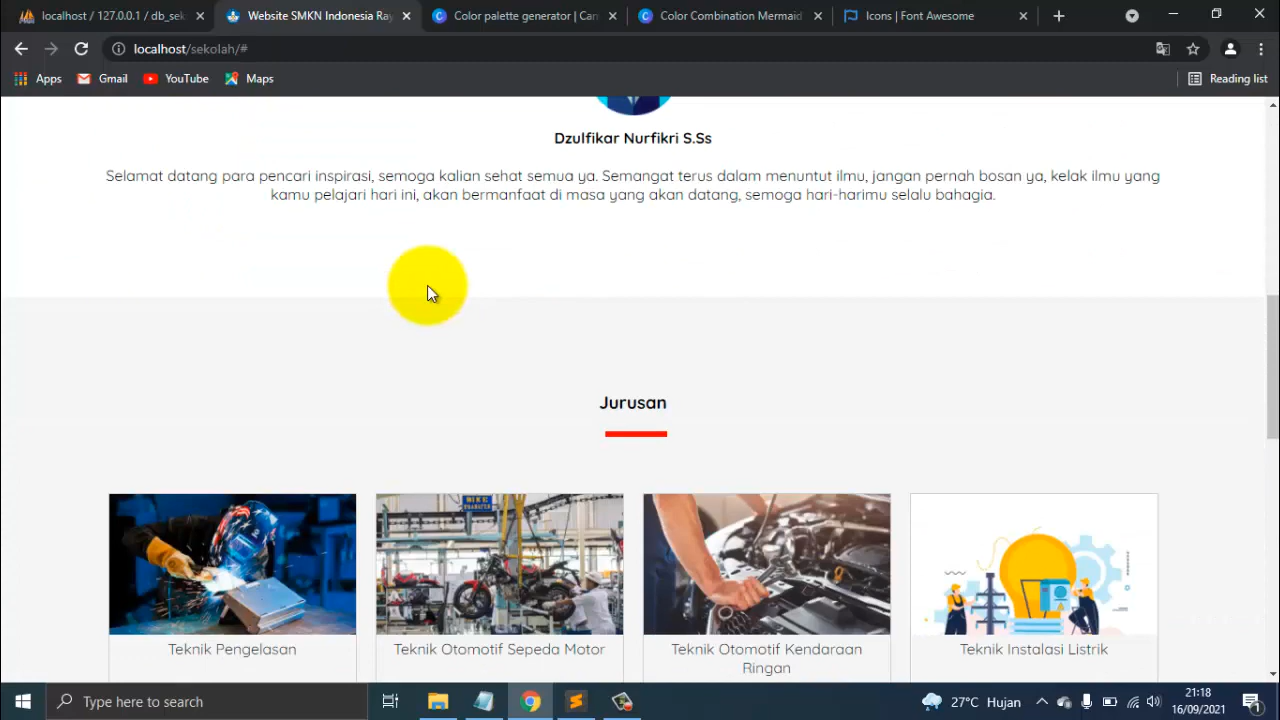 localhost / 127.0.0.1 / db_sek
Website SMKN Indonesia Ray
Color palette generator | Can
Color Combination Mermaid
Icons | Font Awesome
localhost/sekolah/#
Apps
Gmail
YouTube
Maps
Reading list
Dzulfikar Nurfikri S.Ss
Selamat datang para pencari inspirasi, semoga kalian sehat semua ya. Semangat terus dalam menuntut ilmu, jangan pernah bosan ya, kelak ilmu yang
kamu pelajari hari ini, akan bermanfaat di masa yang akan datang, semoga hari-harimu selalu bahagia.
Jurusan
Teknik Pengelasan
Teknik Otomotif Sepeda Motor
Teknik Otomotif Kendaraan
Ringan
Teknik Instalasi Listrik
Type here to search
27°C Hujan
21:18
16/09/2021
1